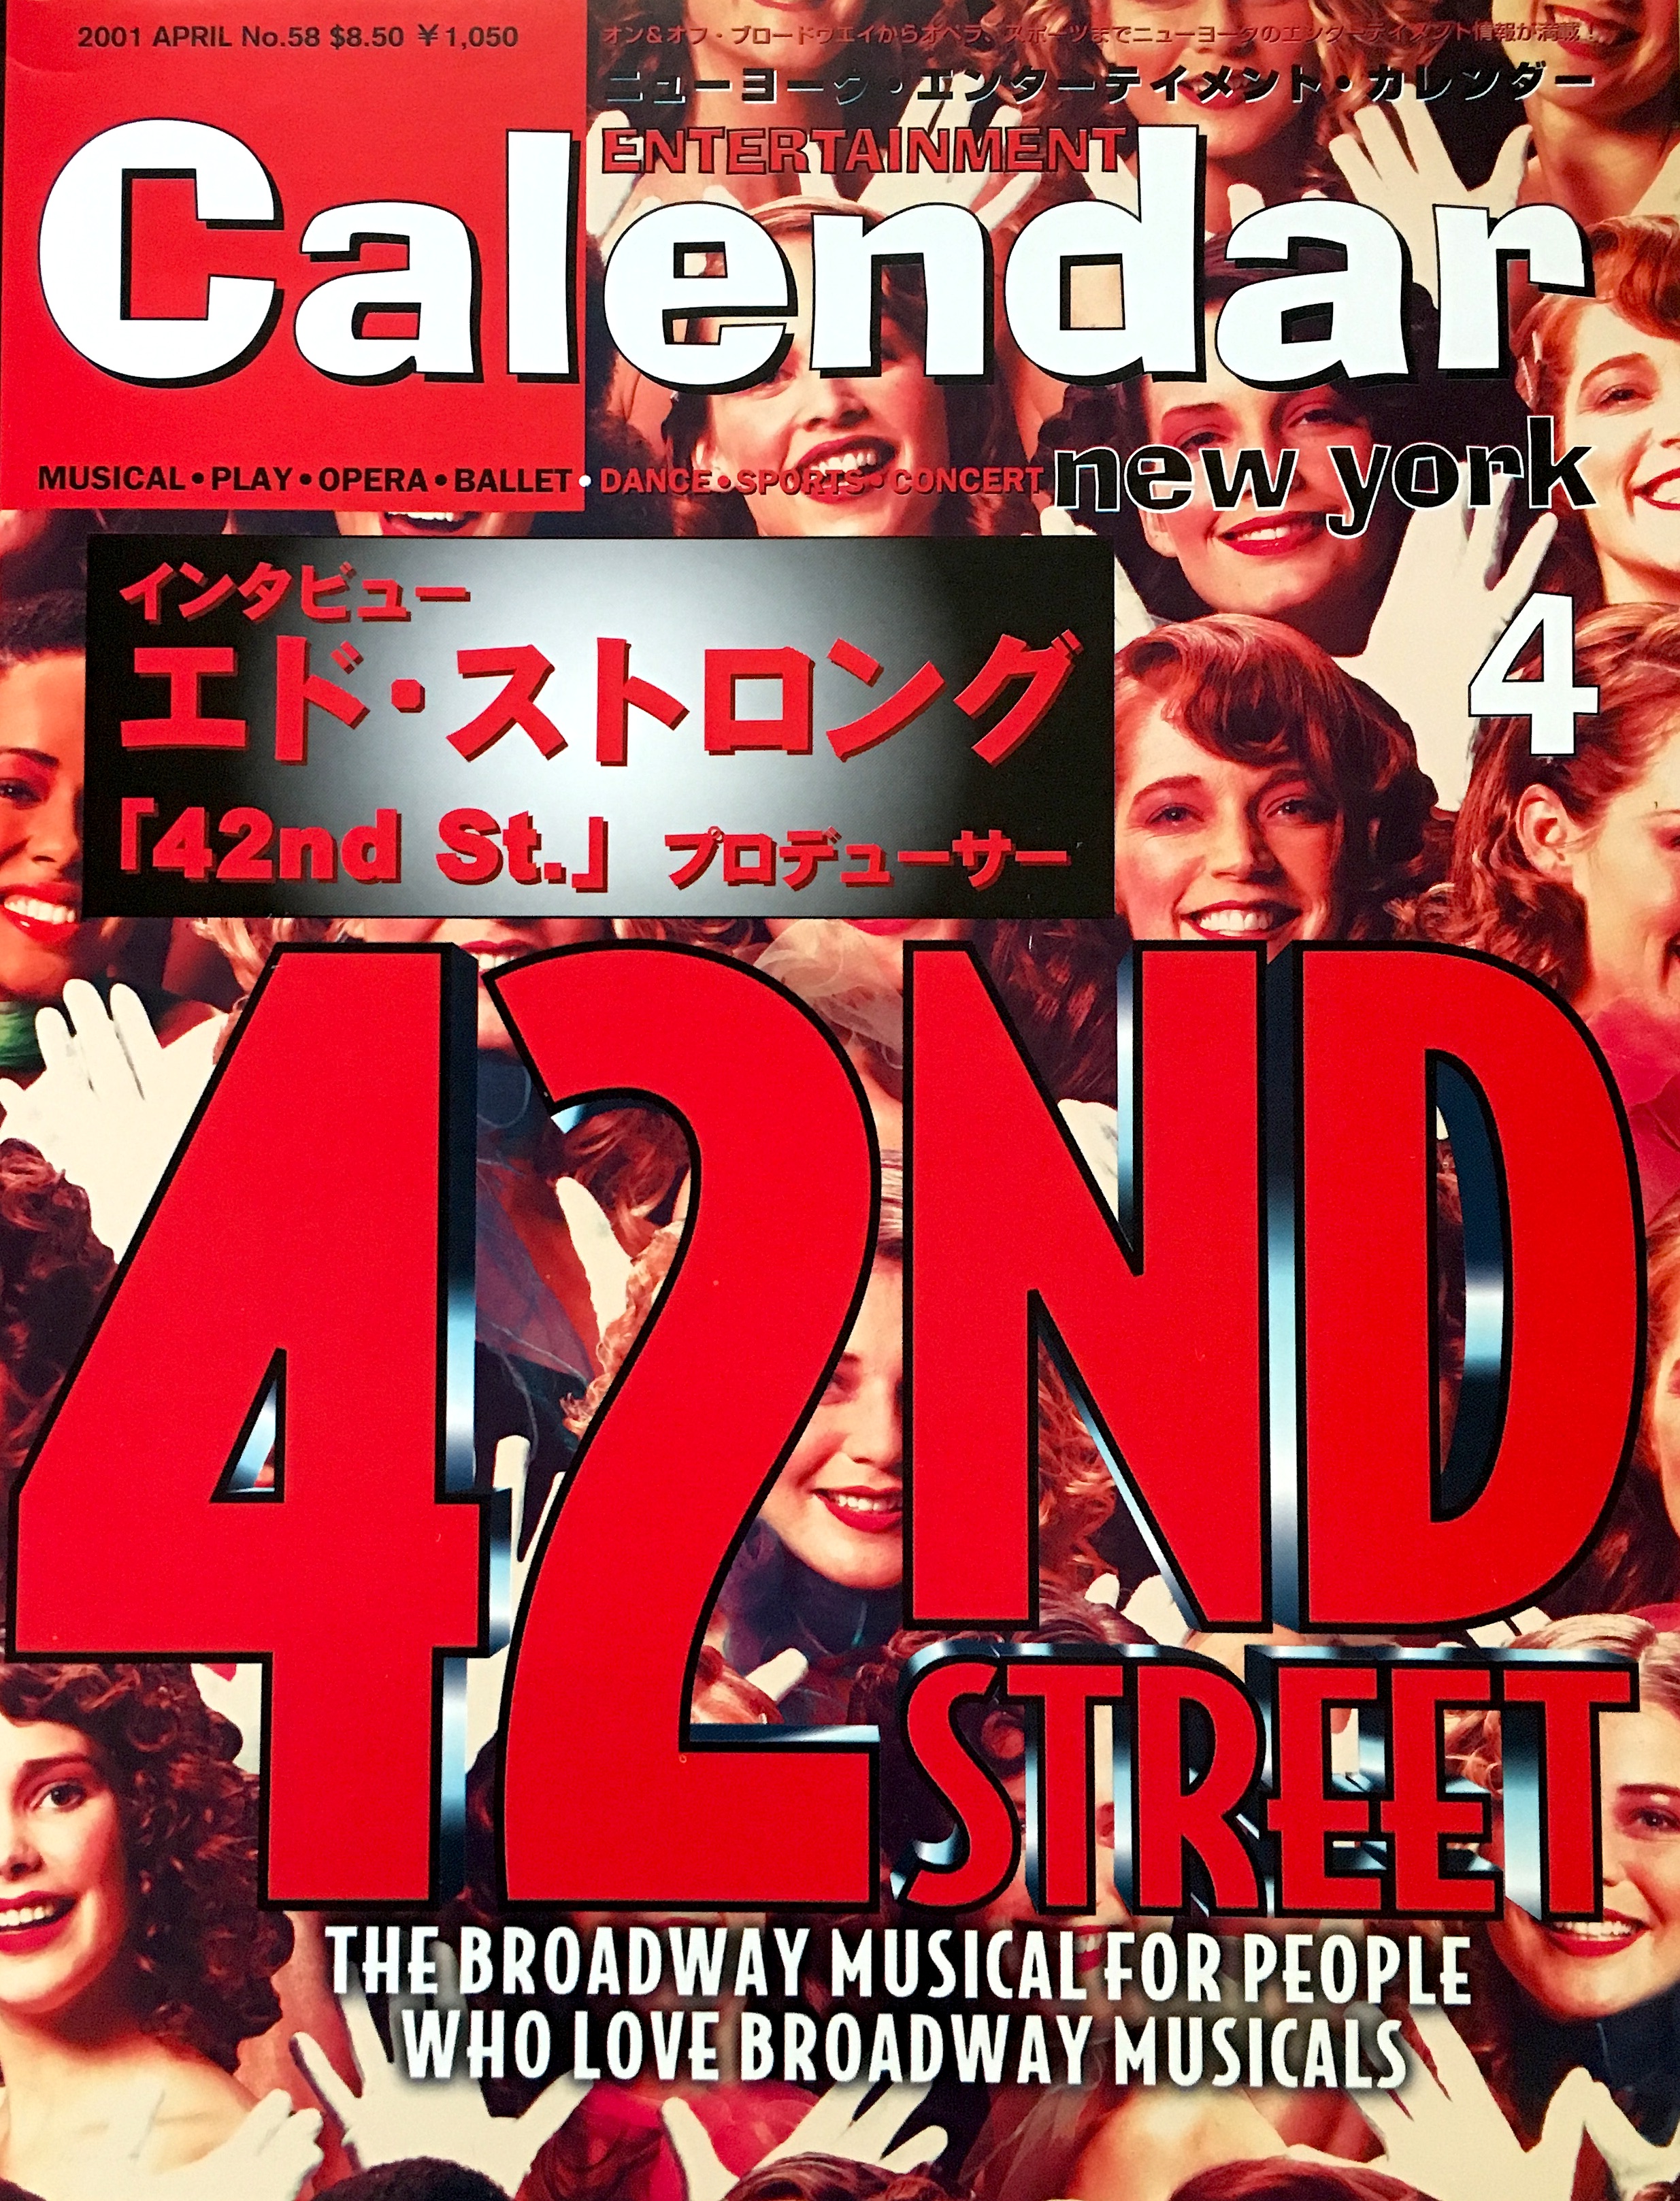 2001 APRIL No.58 $8.50 ¥1,050
オン&オフ・ブロードウェイからオペラ、スポーツまでニューヨークのエンターティメント情報が満載!
ニューヨーク・エンターテイメント・カレンダー
ENTERTAINMENT
Calendar
MUSICAL•PLAY•OPERA•BALLET•DANCE•SPORTS•CONCERT
new york
4
インタビュー
エド・ストロング
「42nd St.」 プロデューサー
42ND
STREET
THE BROADWAY MUSICAL FOR PEOPLE
WHO LOVE BROADWAY MUSICALS